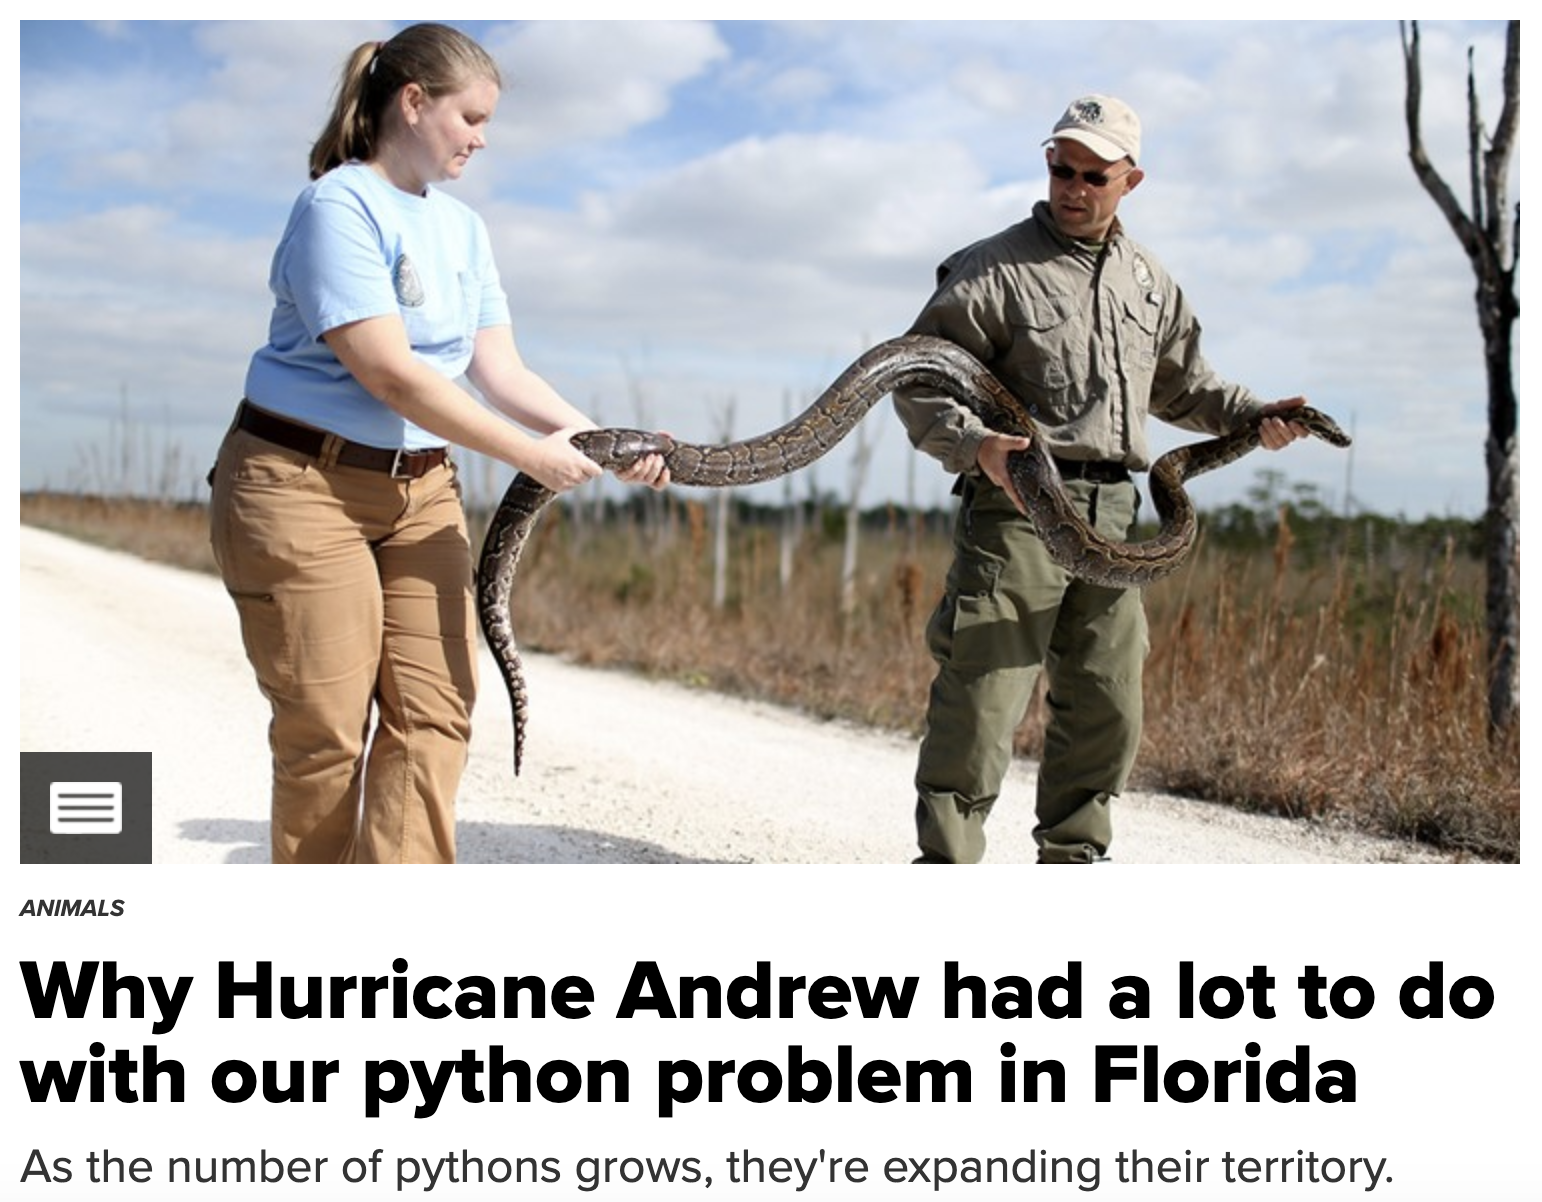 ANIMALS
Why Hurricane Andrew had a lot to do
with our python problem in Florida
As the number of pythons grows, they're expanding their territory.